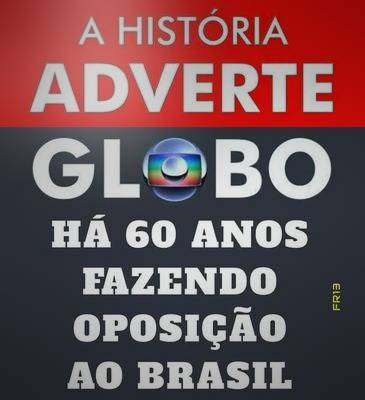 A HISTÓRIA
ADVERTE
GLOBO
HÁ 60 ANOS
FAZENDO
OPOSIÇÃO
AO BRASIL
FR13